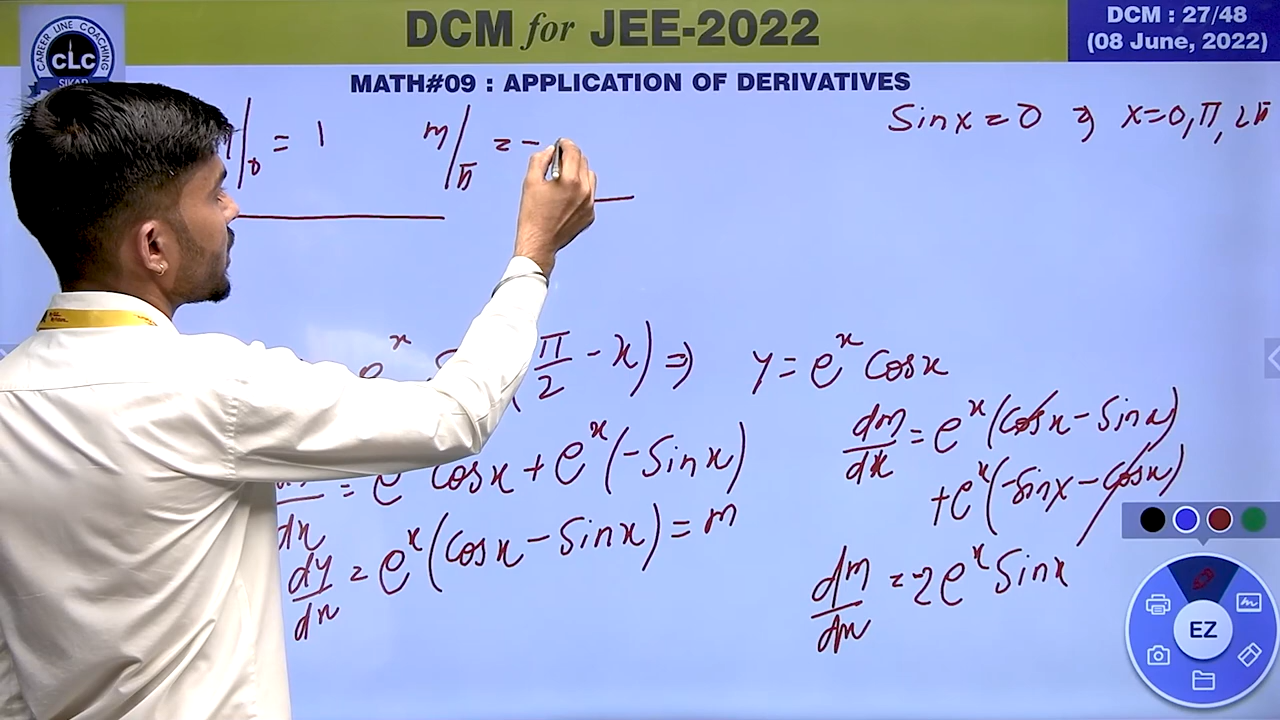 DCM for JEE-2022
DCM : 27/48
(08 June, 2022)
CAREER LINE COACHING
CLC
SIKAR
MATH#09 : APPLICATION OF DERIVATIVES
Sinx = 0 ⇒ x=0,π,2π
/0 = 1
m/π = -
e^x
(π/2 - x) ⇒ y = e^x Cosx
dm/dx = e^x(Cosx - Sinx)
+e^x(-Sinx - Cosx)
dx = e Cosx + e^x(-Sinx)
dy/dx = e^x(Cosx - Sinx) = m
dm/dx = -2e^x Sinx
EZ